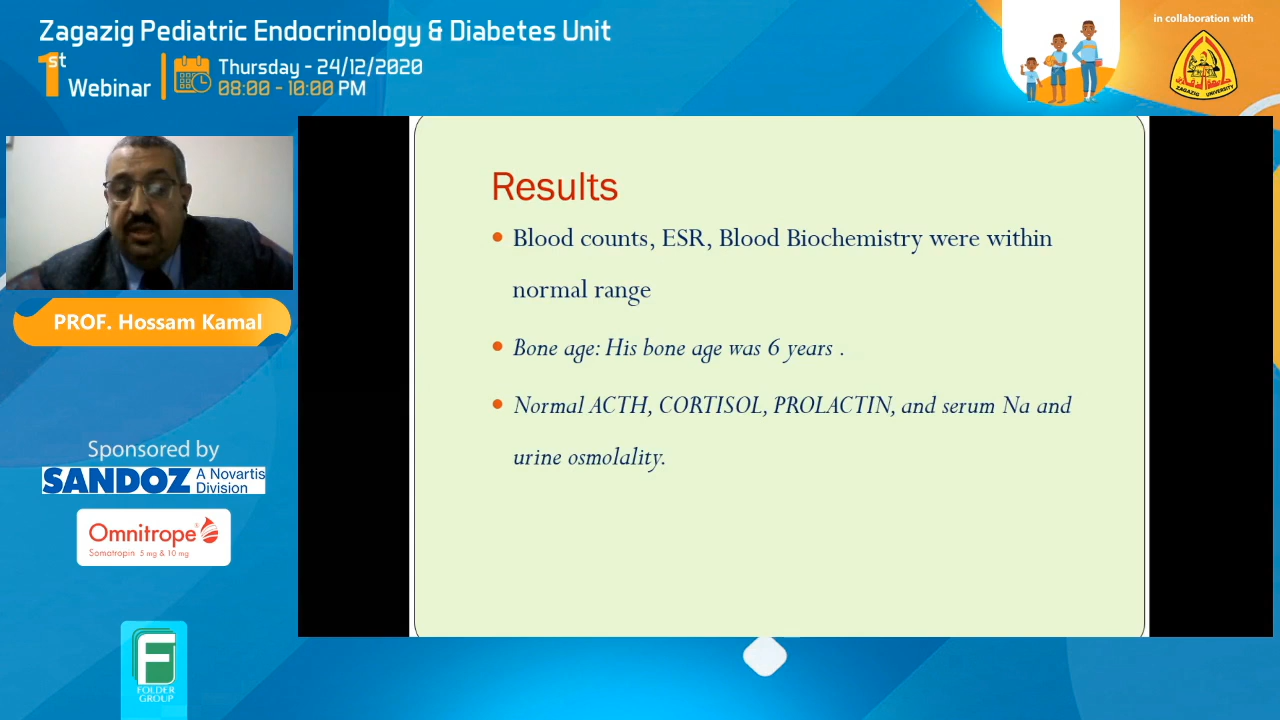 Zagazig Pediatric Endocrinology & Diabetes Unit
1st Webinar
Thursday - 24/12/2020
08:00 - 10:00 PM
in collaboration with
ZAGAZIG UNIVERSITY
PROF. Hossam Kamal
Results
• Blood counts, ESR, Blood Biochemistry were within
normal range
• Bone age: His bone age was 6 years .
• Normal ACTH, CORTISOL, PROLACTIN, and serum Na and
urine osmolality.
Sponsored by
SANDOZ A Novartis
Division
Omnitrope®
Somatropin 5 mg & 10 mg
F
FOLDER
GROUP